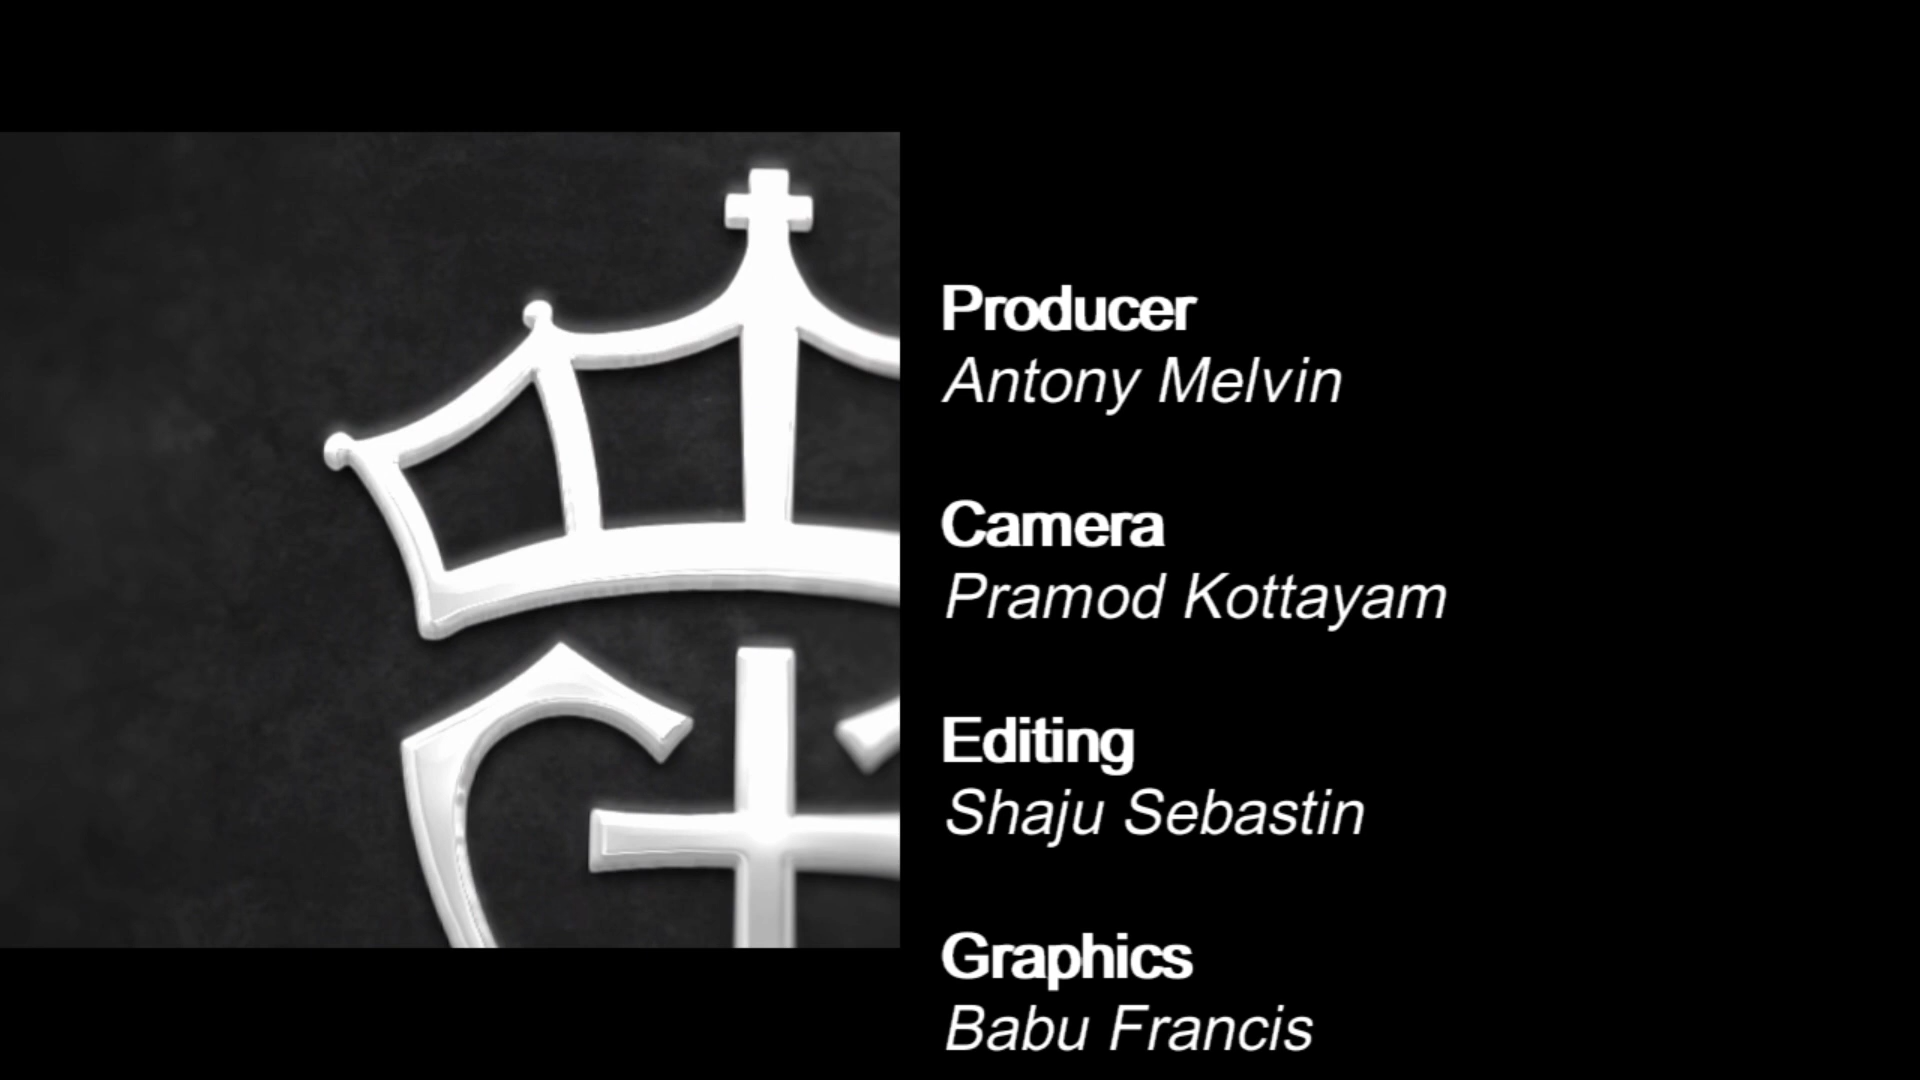 Producer
Antony Melvin
Camera
Pramod Kottayam
Editing
Shaju Sebastin
Graphics
Babu Francis